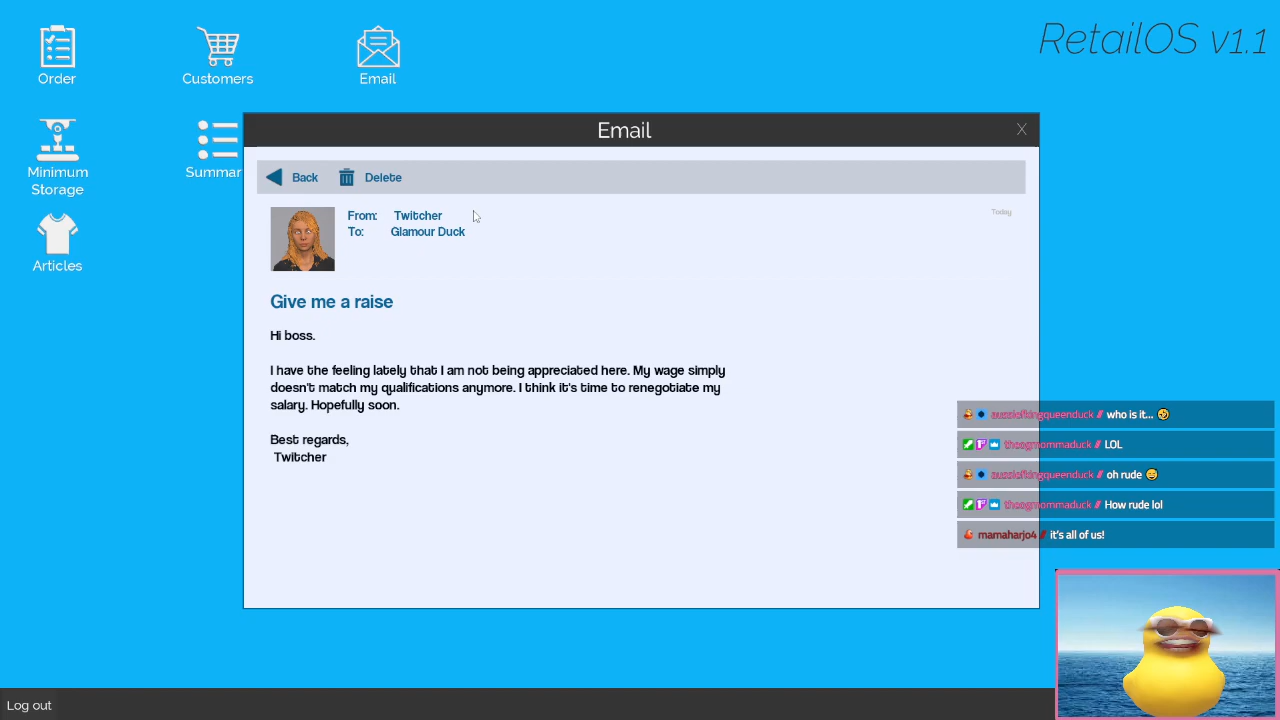 Order
Customers
Email
RetailOS v1.1
Minimum
Storage
Summar
Articles
Email
X
Back
Delete
From: Twitcher
To: Glamour Duck
Today
Give me a raise
Hi boss.
I have the feeling lately that I am not being appreciated here. My wage simply
doesn't match my qualifications anymore. I think it's time to renegotiate my
salary. Hopefully soon.
Best regards,
Twitcher
// who is it...
theogmommaduck // LOL
// oh rude
theogmommaduck // How rude lol
mamaharjo4 // it's all of us!
Log out